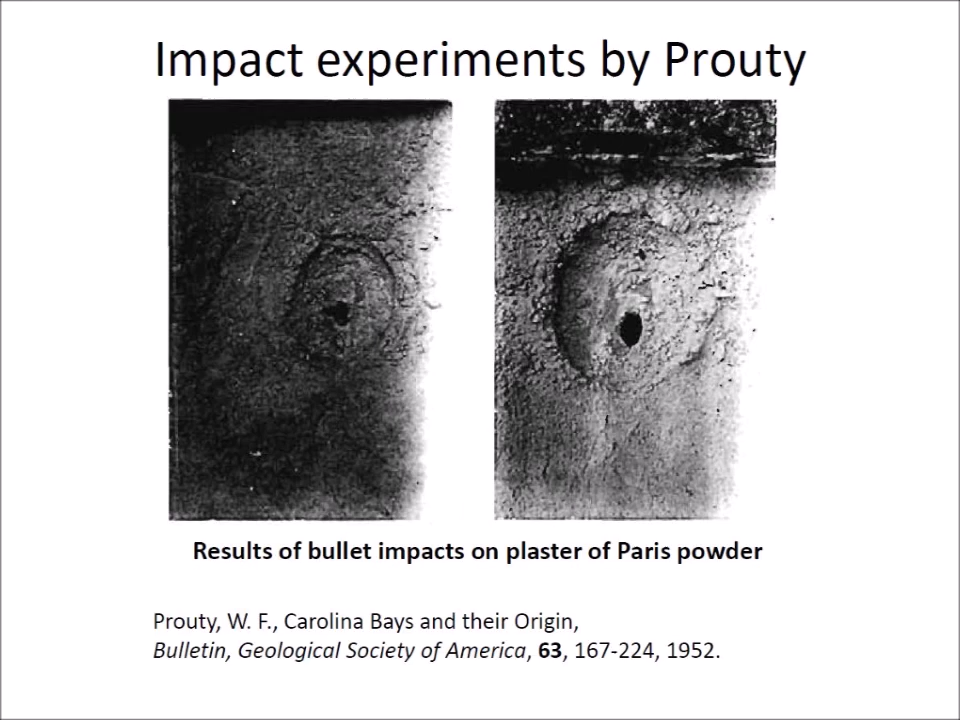 Impact experiments by Prouty
Results of bullet impacts on plaster of Paris powder
Prouty, W. F., Carolina Bays and their Origin,
Bulletin, Geological Society of America, 63, 167-224, 1952.